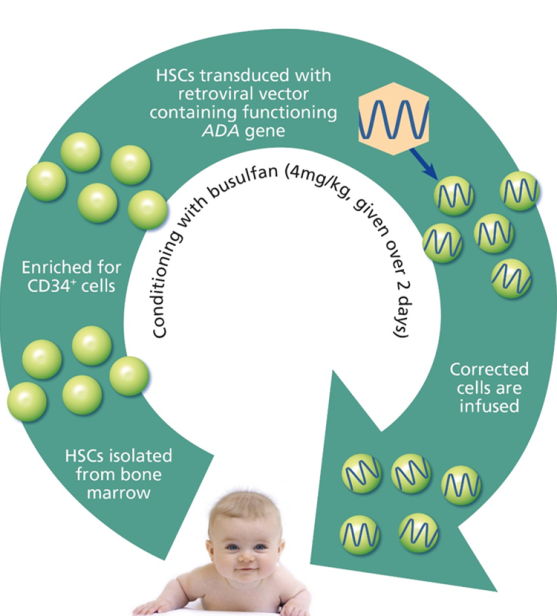 HSCs transduced with
retroviral vector
containing functioning
ADA gene
Conditioning with busulfan (4mg/kg, given over 2 days)
Enriched for
CD34⁺ cells
Corrected
cells are
infused
HSCs isolated
from bone
marrow